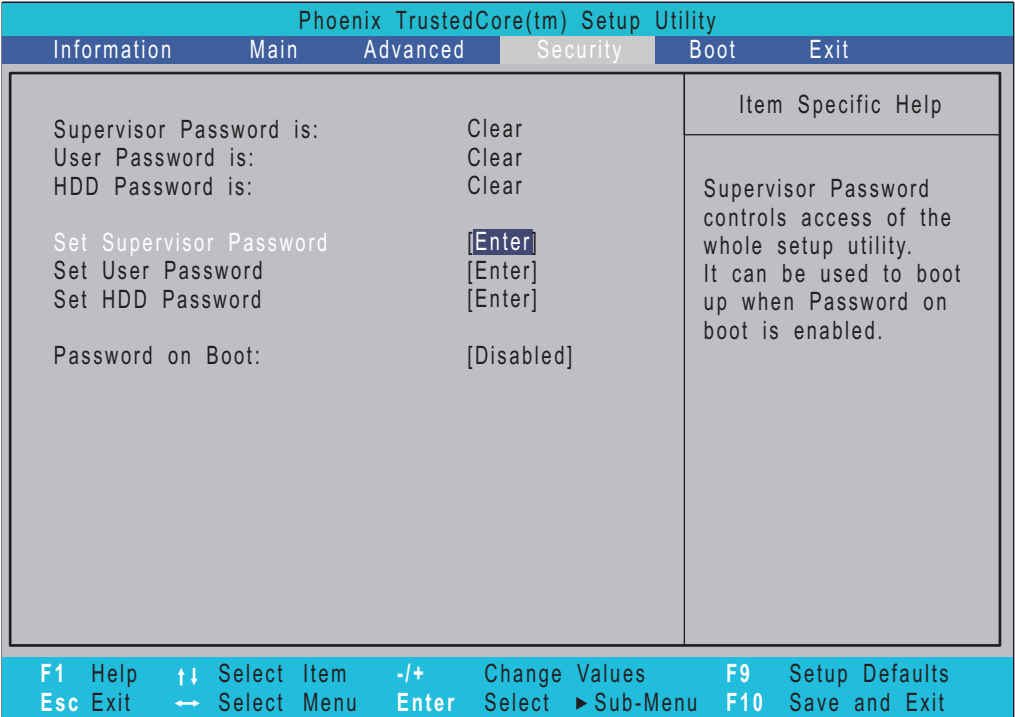 Phoenix TrustedCore(tm) Setup Utility
Information Main Advanced Security Boot Exit
Supervisor Password is: Clear
User Password is: Clear
HDD Password is: Clear
Set Supervisor Password [Enter]
Set User Password [Enter]
Set HDD Password [Enter]
Password on Boot: [Disabled]
Item Specific Help
Supervisor Password
controls access of the
whole setup utility.
It can be used to boot
up when Password on
boot is enabled.
F1 Help ↑↓ Select Item -/+ Change Values F9 Setup Defaults
Esc Exit ↔ Select Menu Enter Select ►Sub-Menu F10 Save and Exit